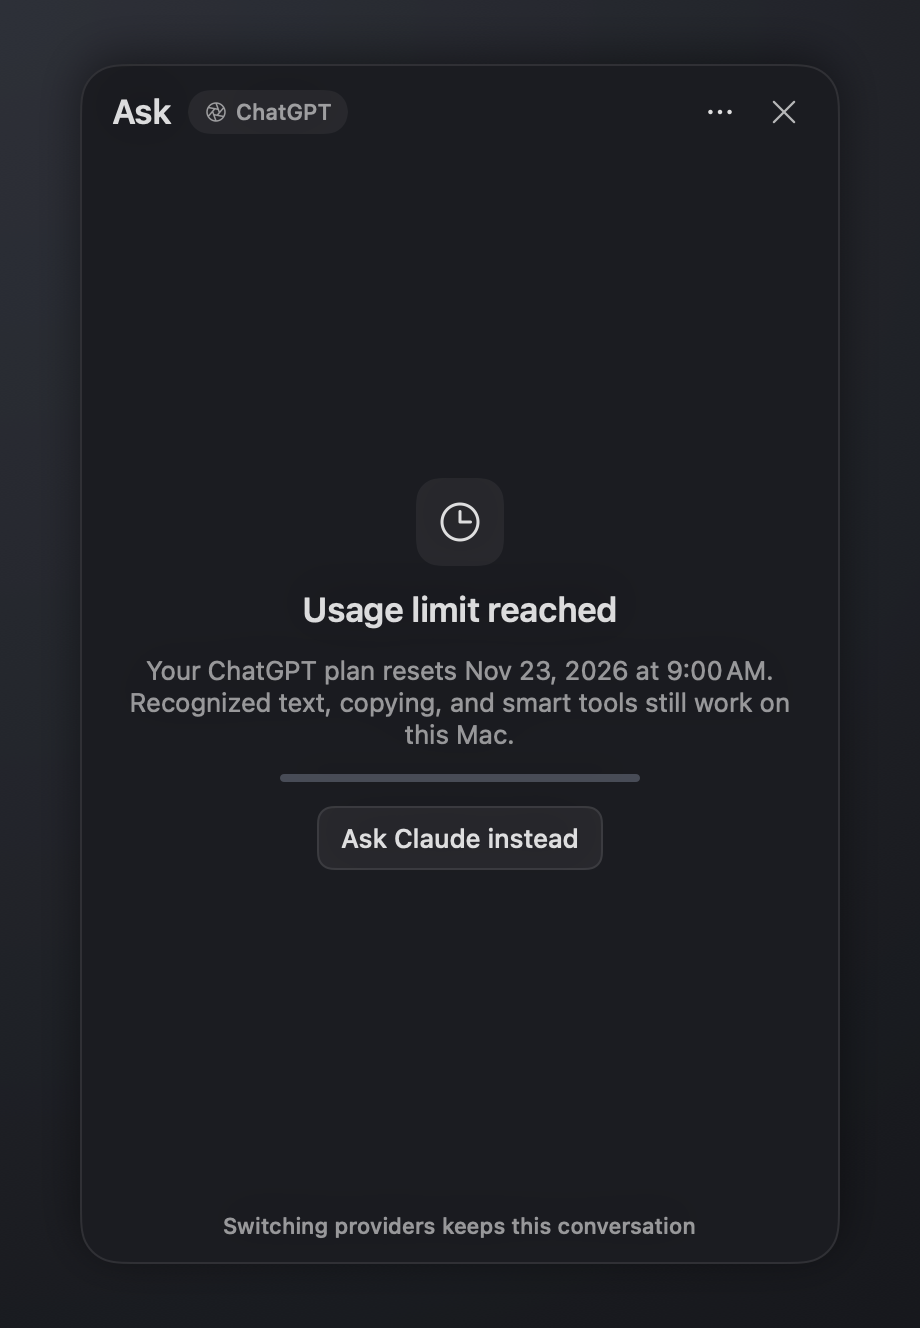 Ask ChatGPT
Usage limit reached
Your ChatGPT plan resets Nov 23, 2026 at 9:00 AM.
Recognized text, copying, and smart tools still work on
this Mac.
Ask Claude instead
Switching providers keeps this conversation